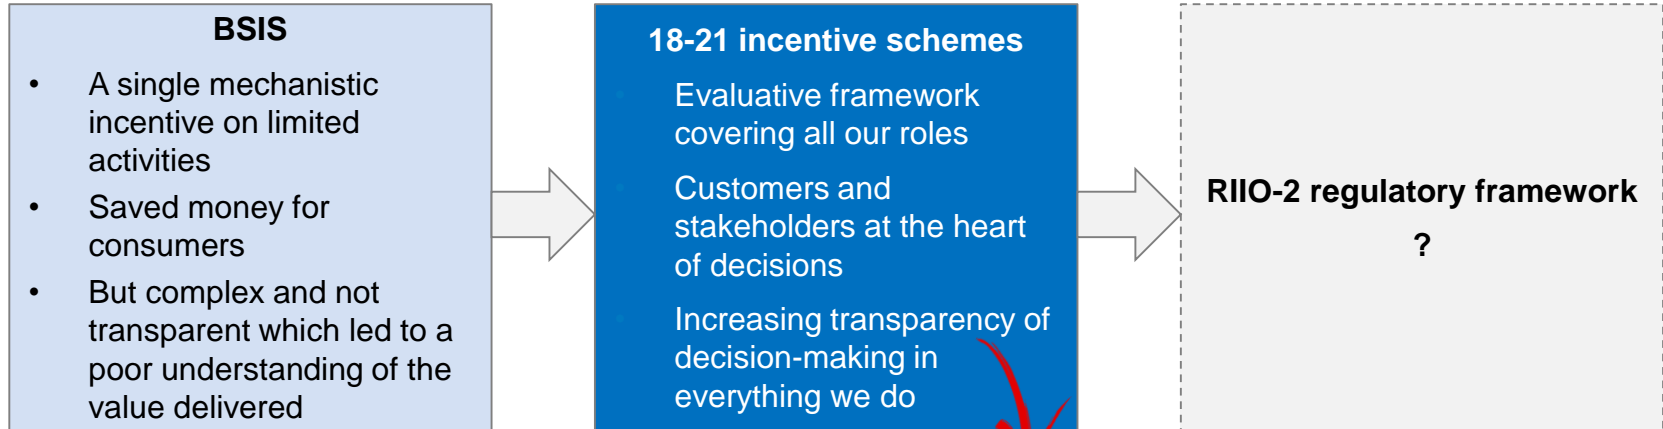 BSIS
• A single mechanistic
incentive on limited
activities
• Saved money for
consumers
• But complex and not
transparent which led to a
poor understanding of the
value delivered
18-21 incentive schemes
• Evaluative framework
covering all our roles
• Customers and
stakeholders at the heart
of decisions
• Increasing transparency of
decision-making in
everything we do
RIIO-2 regulatory framework
?